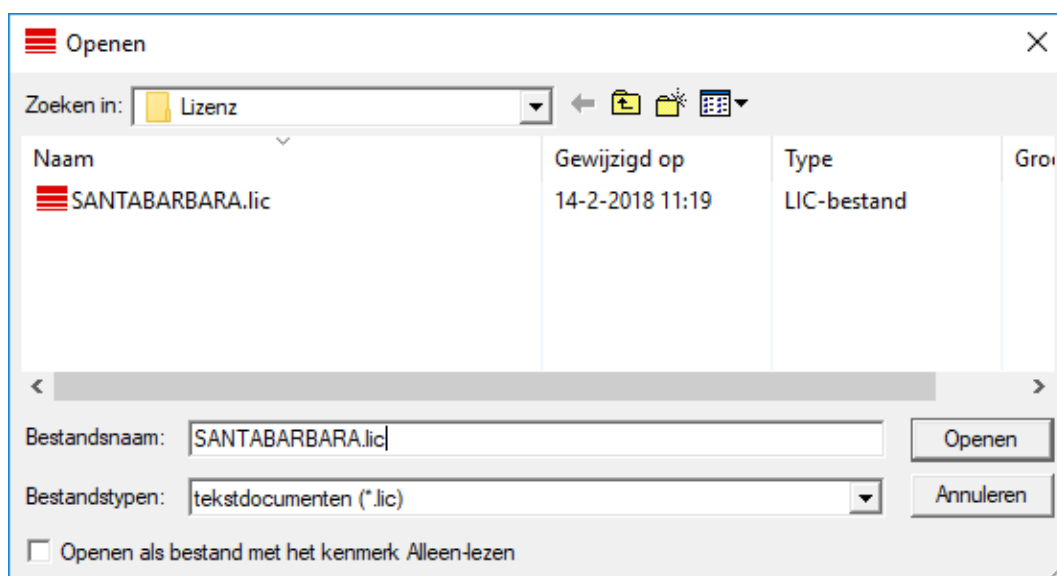 Openen
Zoeken in: Lizenz
Naam Gewijzigd op Type Groo
SANTABARBARA.lic 14-2-2018 11:19 LIC-bestand
Bestandsnaam: SANTABARBARA.lic Openen
Bestandstypen: tekstdocumenten (*.lic) Annuleren
Openen als bestand met het kenmerk Alleen-lezen